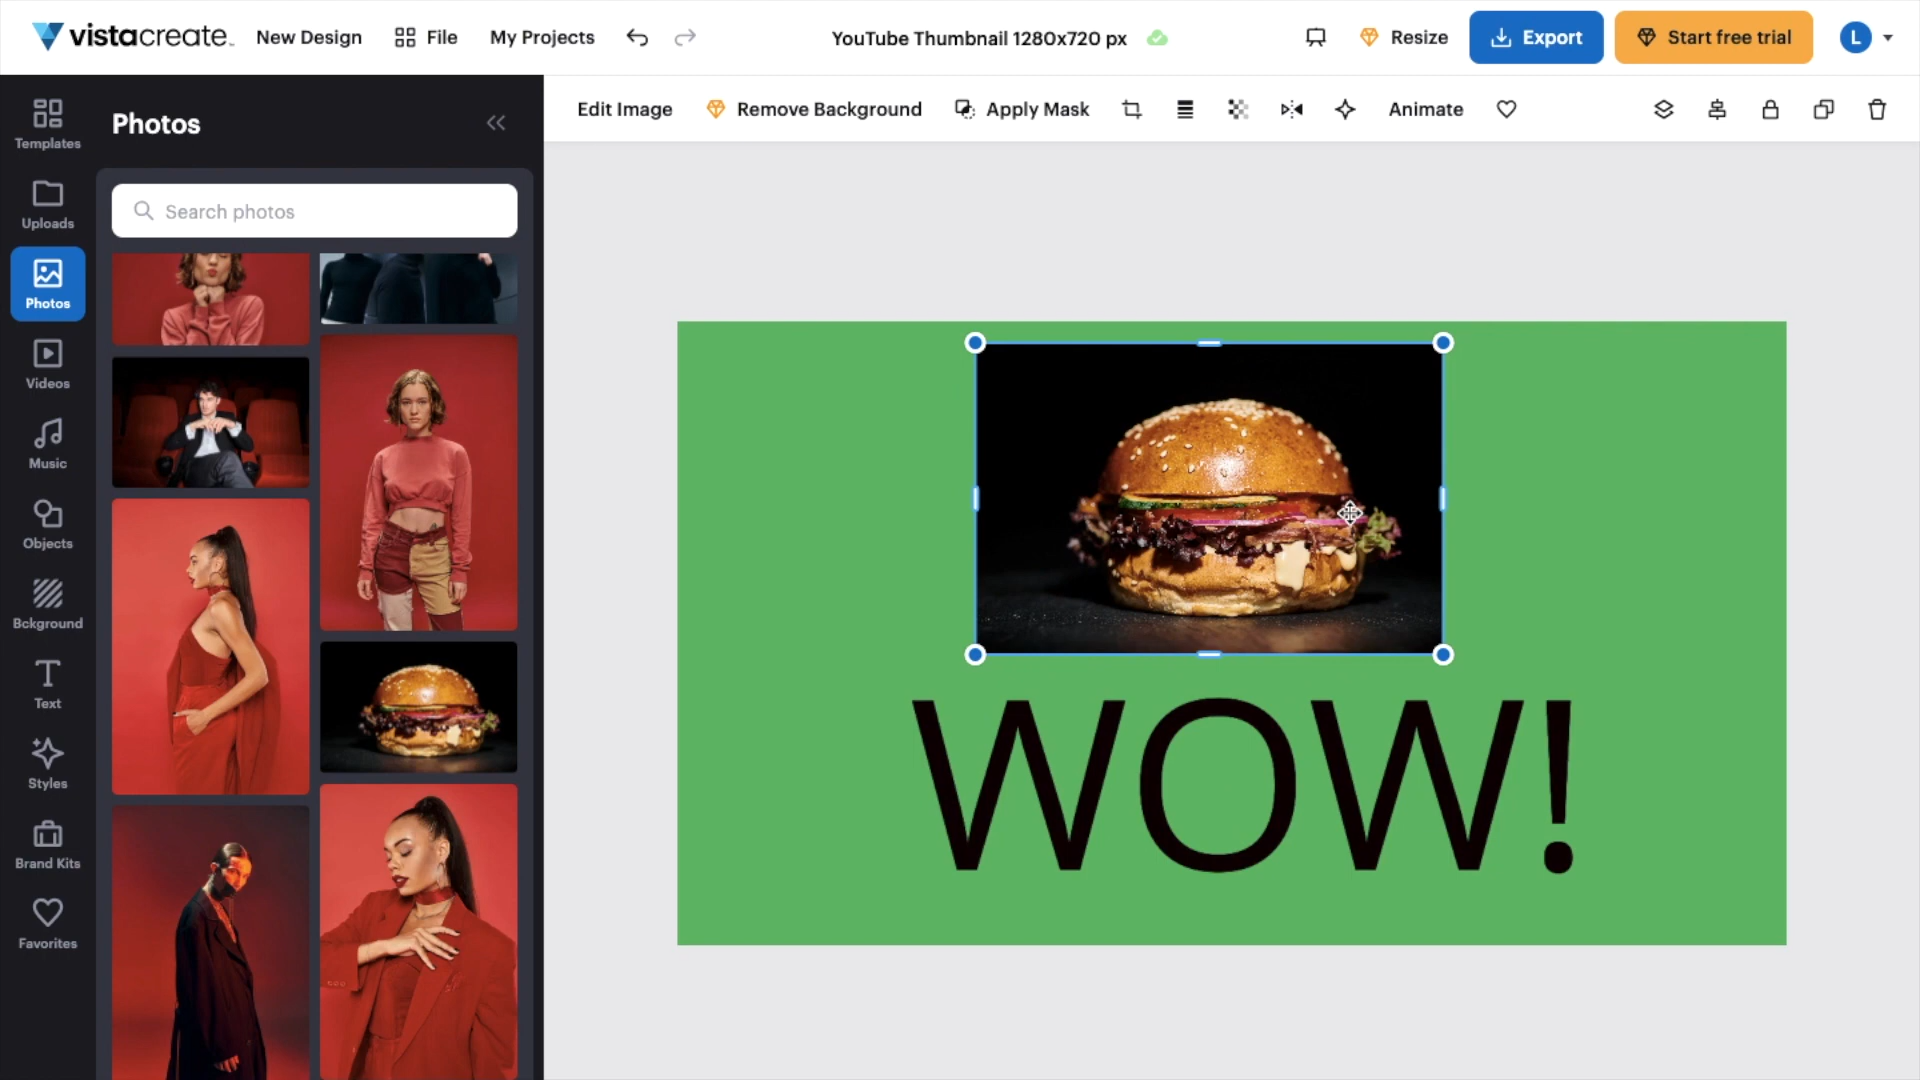 vistacreate New Design File My Projects YouTube Thumbnail 1280x720 px Resize Export Start free trial L
Edit Image Remove Background Apply Mask Animate
Photos
Search photos
Templates
Uploads
Photos
Videos
Music
Objects
Bckground
Text
Styles
Brand Kits
Favorites
WOW!